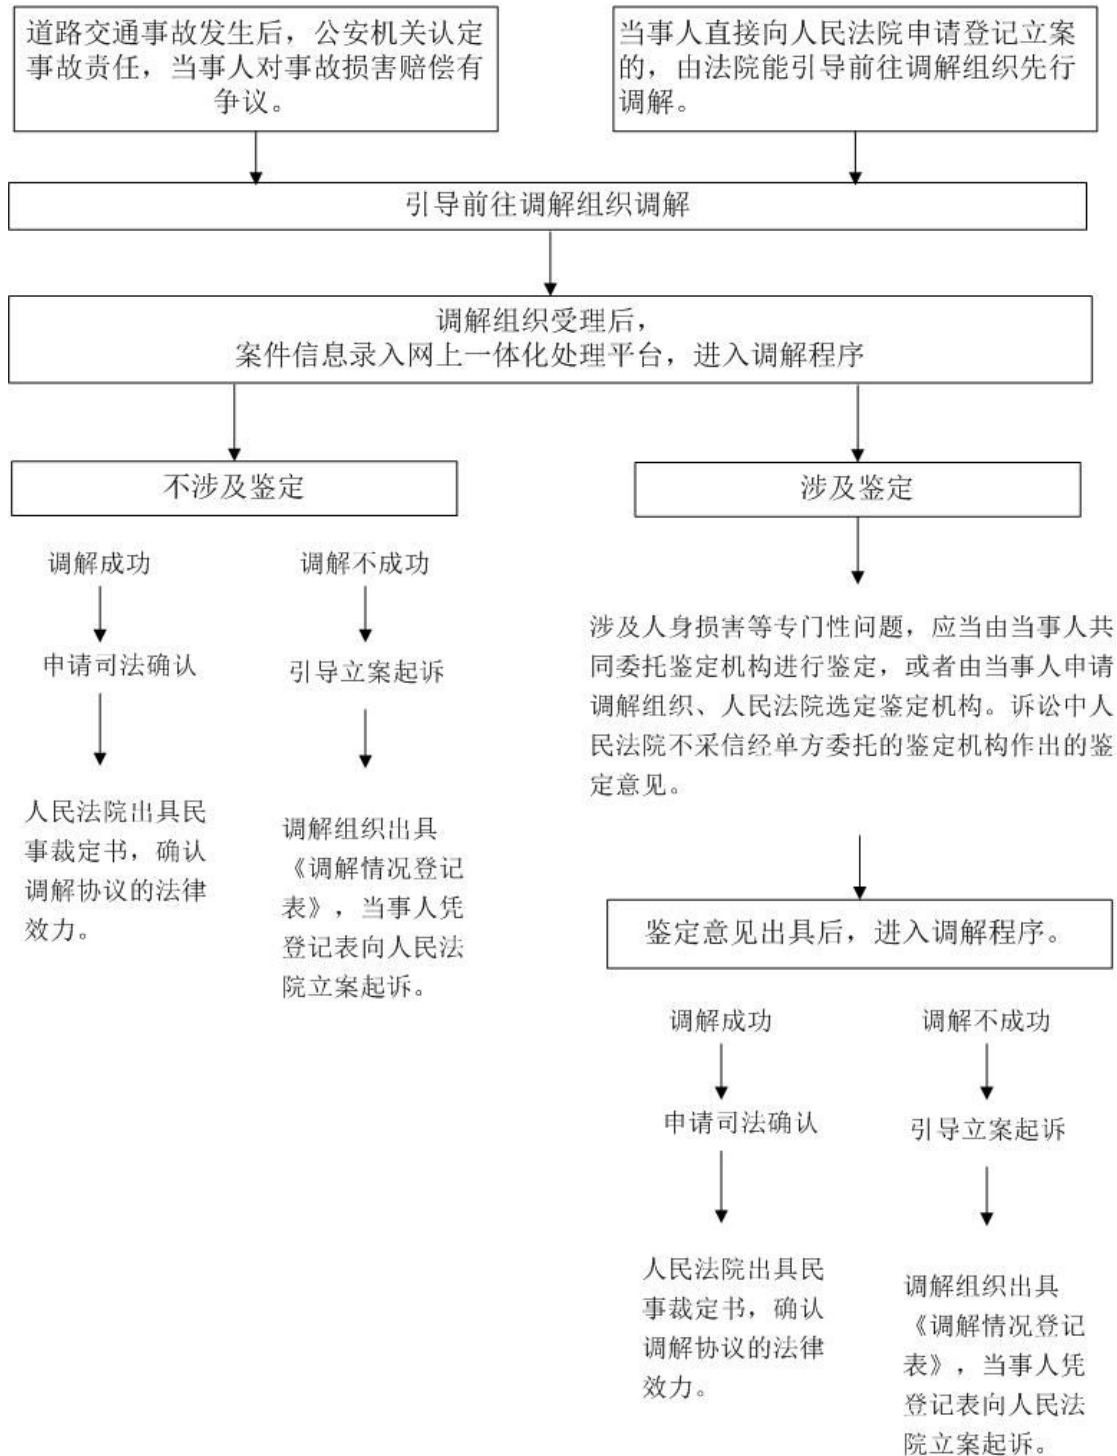 道路交通事故发生后，公安机关认定
事故责任，当事人对事故损害赔偿有
争议。
当事人直接向人民法院申请登记立案
的，由法院能引导前往调解组织先行
调解。
引导前往调解组织调解
调解组织受理后，
案件信息录入网上一体化处理平台，进入调解程序
不涉及鉴定
涉及鉴定
调解成功
调解不成功
申请司法确认
引导立案起诉
人民法院出具民
事裁定书，确认
调解协议的法律
效力。
调解组织出具
《调解情况登记
表》，当事人凭
登记表向人民法
院立案起诉。
涉及人身损害等专门性问题，应当由当事人共
同委托鉴定机构进行鉴定，或者由当事人申请
调解组织、人民法院选定鉴定机构。诉讼中人
民法院不采信经单方委托的鉴定机构作出的鉴
定意见。
鉴定意见出具后，进入调解程序。
调解成功
调解不成功
申请司法确认
引导立案起诉
人民法院出具民
事裁定书，确认
调解协议的法律
效力。
调解组织出具
《调解情况登记
表》，当事人凭
登记表向人民法
院立案起诉。